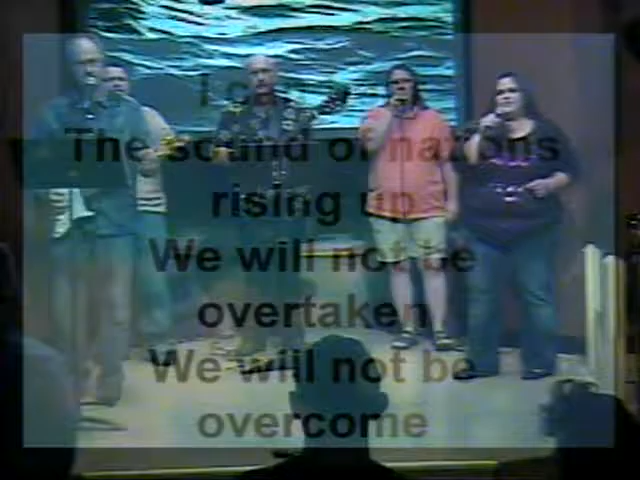 The sound of nations
rising up
We will not be
overtaken
We will not be
overcome